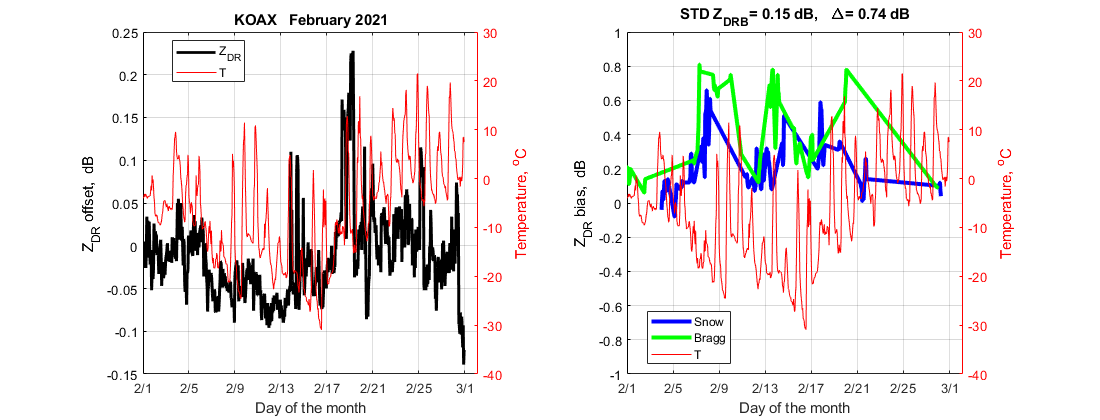 KOAX February 2021
0.25
0.2
0.15
0.1
0.05
0
-0.05
-0.1
-0.15
Z_DR offset, dB
Z_DR
T
30
20
10
0
-10
-20
-30
-40
Temperature, °C
2/1 2/5 2/9 2/13 2/17 2/21 2/25 3/1
Day of the month
STD Z_DRB = 0.15 dB, Δ = 0.74 dB
1
0.8
0.6
0.4
0.2
0
-0.2
-0.4
-0.6
-0.8
-1
Z_DR bias, dB
Snow
Bragg
T
30
20
10
0
-10
-20
-30
-40
Temperature, °C
2/1 2/5 2/9 2/13 2/17 2/21 2/25 3/1
Day of the month